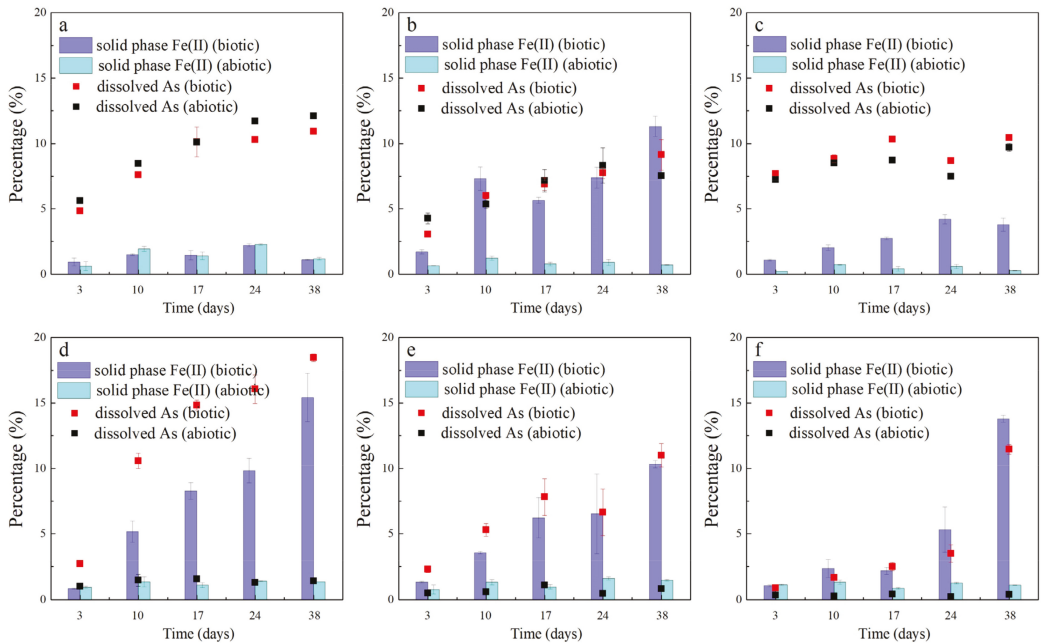 a
solid phase Fe(II) (biotic)
solid phase Fe(II) (abiotic)
dissolved As (biotic)
dissolved As (abiotic)
Percentage (%)
20
15
10
5
0
3 10 17 24 38
Time (days)
b
solid phase Fe(II) (biotic)
solid phase Fe(II) (abiotic)
dissolved As (biotic)
dissolved As (abiotic)
Percentage (%)
20
15
10
5
0
3 10 17 24 38
Time (days)
c
solid phase Fe(II) (biotic)
solid phase Fe(II) (abiotic)
dissolved As (biotic)
dissolved As (abiotic)
Percentage (%)
20
15
10
5
0
3 10 17 24 38
Time (days)
d
solid phase Fe(II) (biotic)
solid phase Fe(II) (abiotic)
dissolved As (biotic)
dissolved As (abiotic)
Percentage (%)
20
15
10
5
0
3 10 17 24 38
Time (days)
e
solid phase Fe(II) (biotic)
solid phase Fe(II) (abiotic)
dissolved As (biotic)
dissolved As (abiotic)
Percentage (%)
20
15
10
5
0
3 10 17 24 38
Time (days)
f
solid phase Fe(II) (biotic)
solid phase Fe(II) (abiotic)
dissolved As (biotic)
dissolved As (abiotic)
Percentage (%)
20
15
10
5
0
3 10 17 24 38
Time (days)